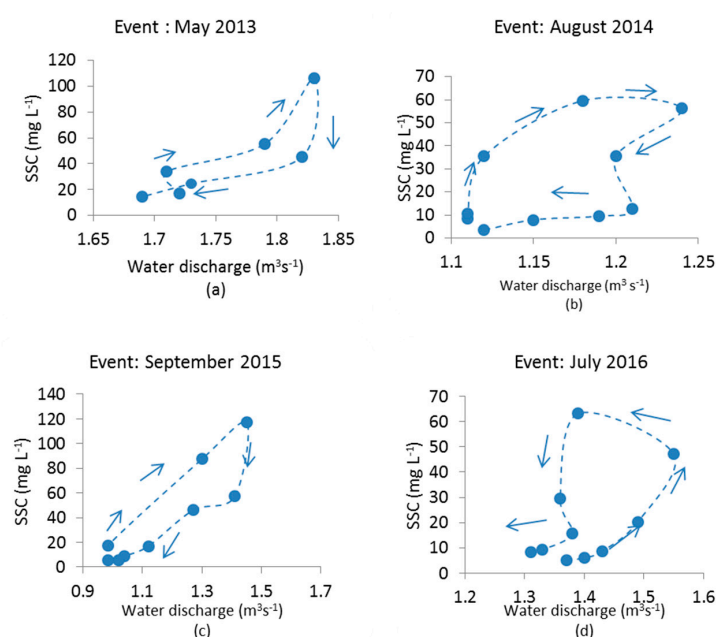 Event : May 2013
120
100
80
60
40
20
0
SSC (mg L⁻¹)
1.65 1.7 1.75 1.8 1.85
Water discharge (m³s⁻¹)
(a)
Event: August 2014
70
60
50
40
30
20
10
0
SSC (mg L⁻¹)
1.1 1.15 1.2 1.25
Water discharge (m³ s⁻¹)
(b)
Event: September 2015
140
120
100
80
60
40
20
0
SSC (mg L⁻¹)
0.9 1.1 1.3 1.5 1.7
Water discharge (m³s⁻¹)
(c)
Event: July 2016
70
60
50
40
30
20
10
0
SSC (mg L⁻¹)
1.2 1.3 1.4 1.5 1.6
Water discharge (m³s⁻¹)
(d)